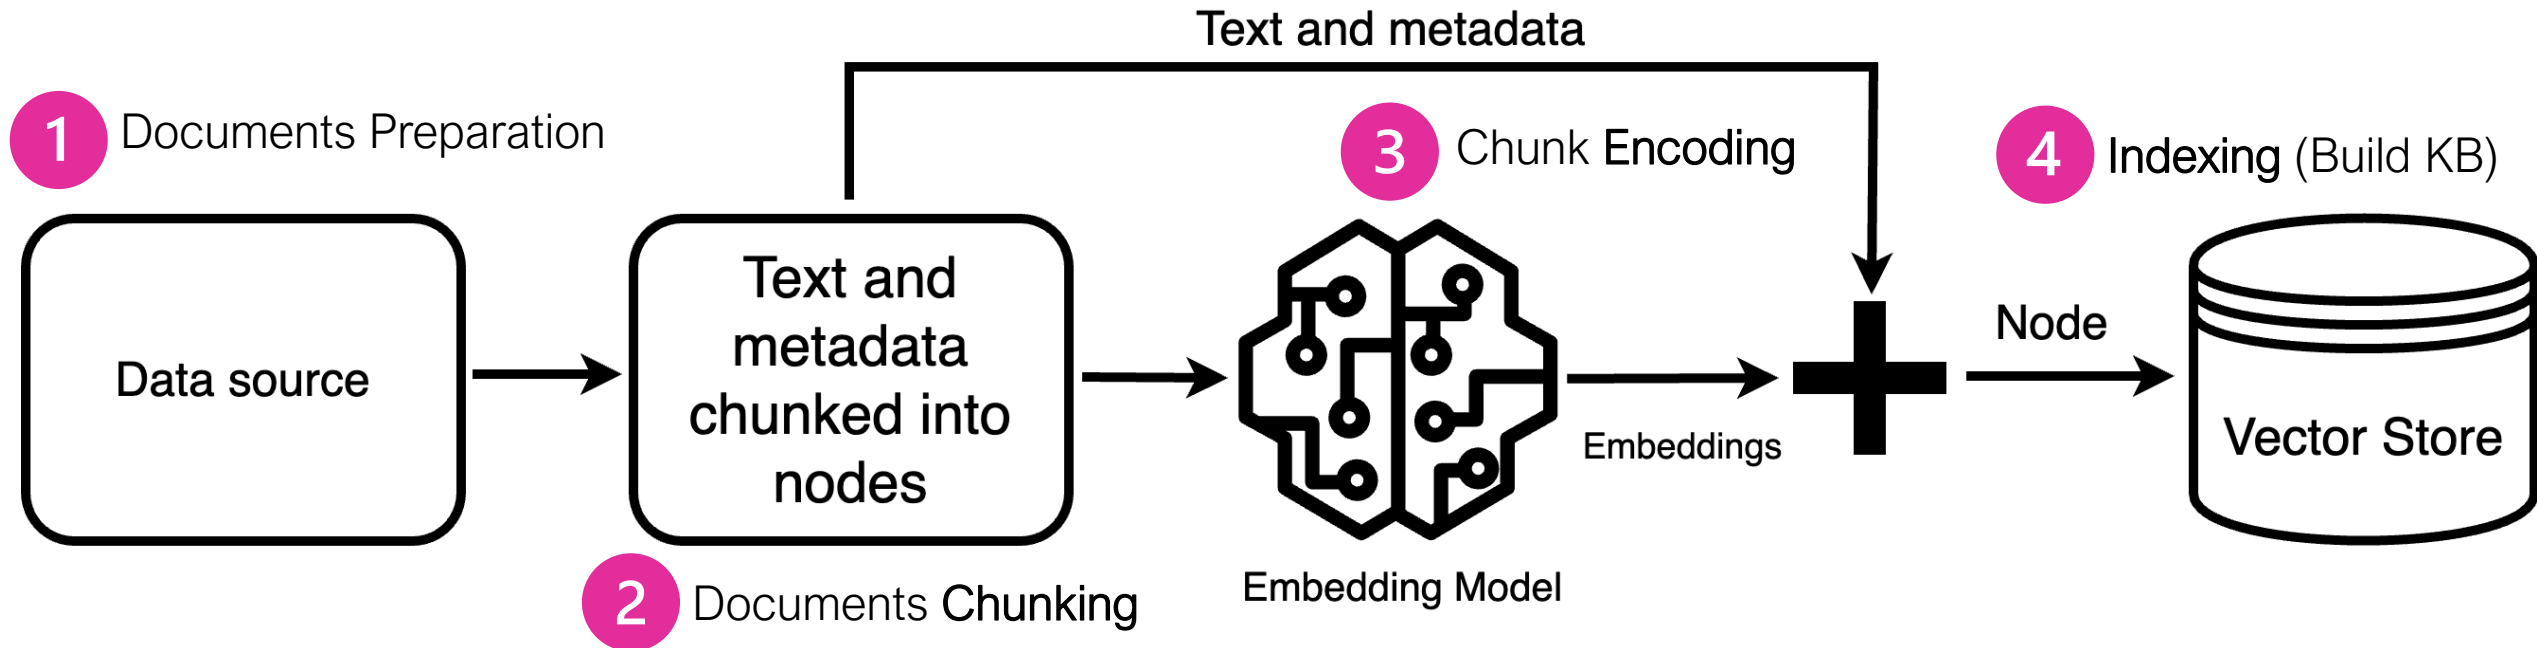 Text and metadata
1 Documents Preparation
3 Chunk Encoding
4 Indexing (Build KB)
Data source
Text and
metadata
chunked into
nodes
Embeddings
Node
Vector Store
Embedding Model
2 Documents Chunking